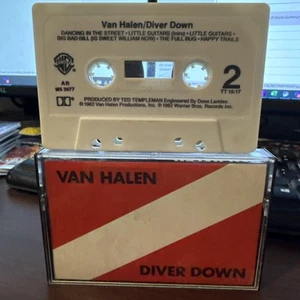 Van Halen/Diver Down
DANCING IN THE STREET • LITTLE GUITARS (Intro) • LITTLE GUITARS •
BIG BAD BILL (IS SWEET WILLIAM NOW) • THE FULL BUG • HAPPY TRAILS
2
PRODUCED BY TED TEMPLEMAN Engineered By Donn Landee
℗ 1982 Van Halen Productions, Inc. © 1982 Warner Bros. Records Inc.
VAN HALEN
DIVER DOWN